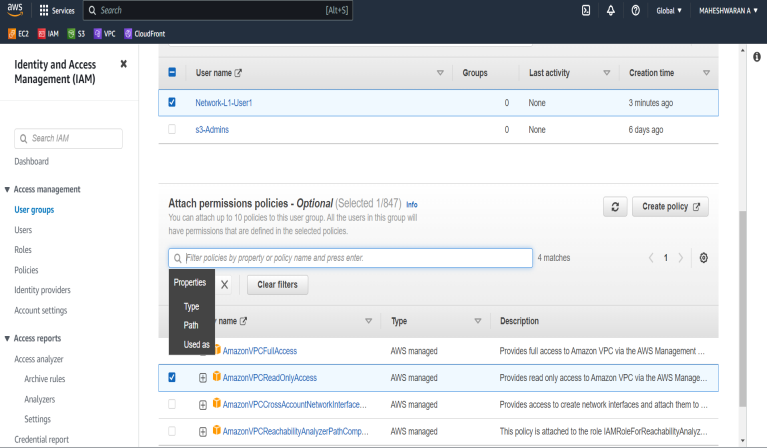 aws
Services
Search
[Alt+S]
Global ▼
MAHESHWARAN A ▼
EC2
IAM
S3
VPC
CloudFront
Identity and Access
Management (IAM)
Search IAM
Dashboard
Access management
User groups
Users
Roles
Policies
Identity providers
Account settings
Access reports
Access analyzer
Archive rules
Analyzers
Settings
Credential report
User name
Groups
Last activity
Creation time
Network-L1-User1
0
None
3 minutes ago
s3-Admins
0
None
6 days ago
Attach permissions policies - Optional (Selected 1/847) Info
You can attach up to 10 policies to this user group. All the users in this group will
have permissions that are defined in the selected policies.
Create policy
Filter policies by property or policy name and press enter.
4 matches
1
Properties
Type
Path
Used as
Clear filters
y name
Type
Description
AmazonVPCFullAccess
AWS managed
Provides full access to Amazon VPC via the AWS Management ...
AmazonVPCReadOnlyAccess
AWS managed
Provides read only access to Amazon VPC via the AWS Manage...
AmazonVPCCrossAccountNetworkInterface...
AWS managed
Provides access to create network interfaces and attach them to ...
AmazonVPCReachabilityAnalyzerPathComp...
AWS managed
This policy is attached to the role IAMRoleForReachabilityAnalyz...